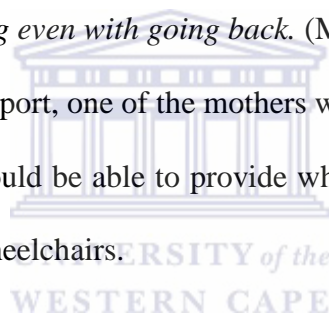 g even with going back. (M
port, one of the mothers w
ould be able to provide wh
heelchairs.
UNIVERSITY of the
WESTERN CAPE